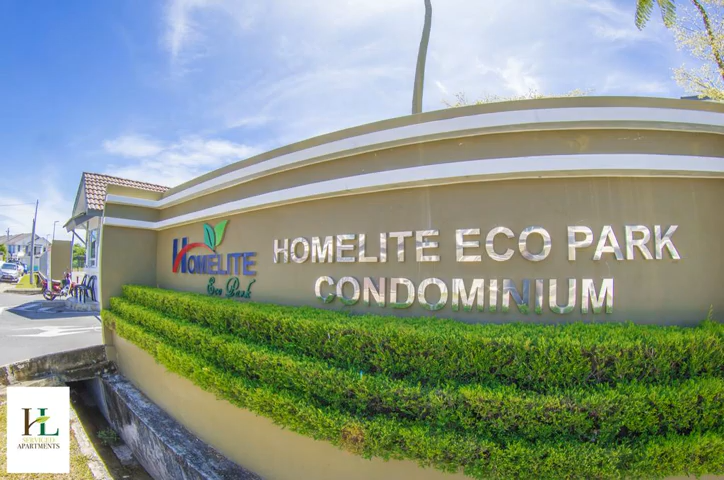 HOMELITE
Eco Park
HOMELITE ECO PARK
CONDOMINIUM
HL
SERVICED
APARTMENTS